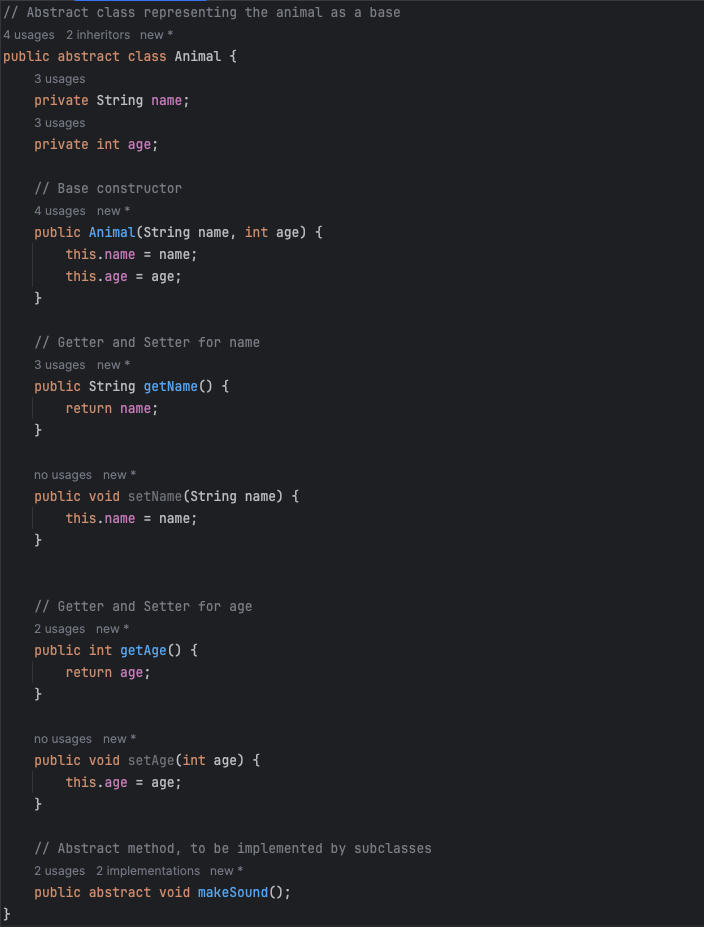 // Abstract class representing the animal as a base
4 usages   2 inheritors   new *
public abstract class Animal {
    3 usages
    private String name;
    3 usages
    private int age;

    // Base constructor
    4 usages   new *
    public Animal(String name, int age) {
        this.name = name;
        this.age = age;
    }

    // Getter and Setter for name
    3 usages   new *
    public String getName() {
        return name;
    }

    no usages   new *
    public void setName(String name) {
        this.name = name;
    }


    // Getter and Setter for age
    2 usages   new *
    public int getAge() {
        return age;
    }

    no usages   new *
    public void setAge(int age) {
        this.age = age;
    }

    // Abstract method, to be implemented by subclasses
    2 usages   2 implementations   new *
    public abstract void makeSound();
}